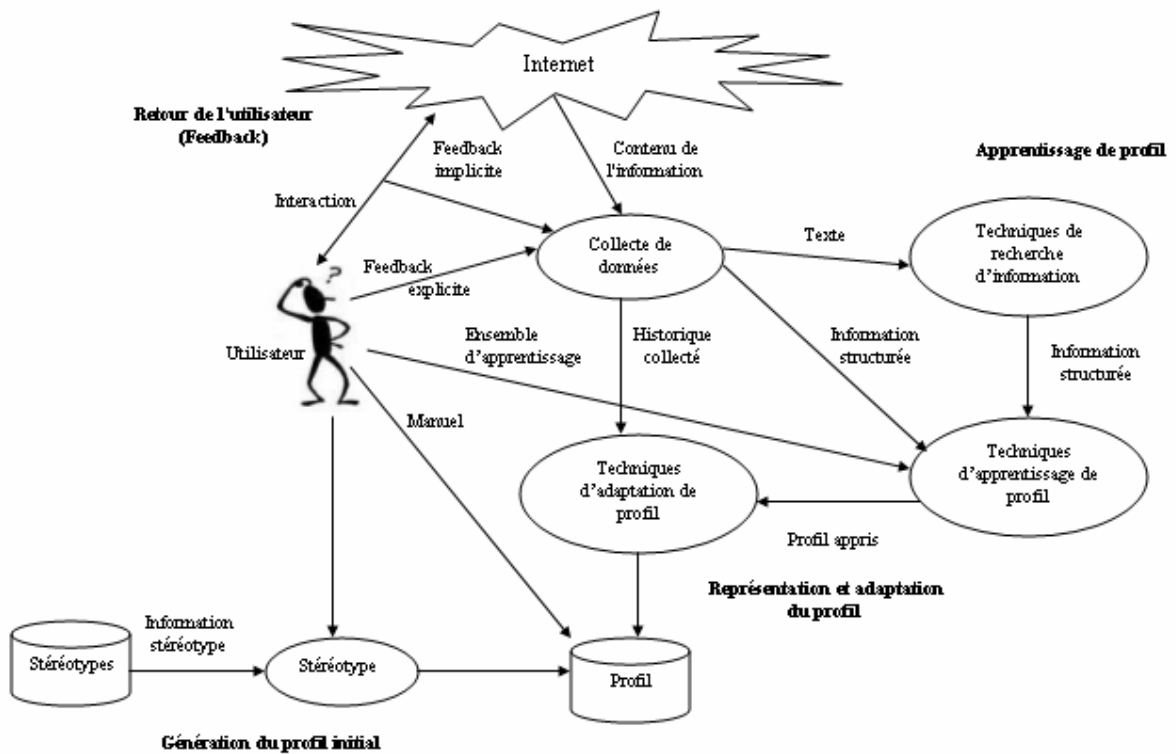 Internet
Retour de l'utilisateur
(Feedback)
Feedback
implicite
Contenu de
l'information
Apprentissage de profil
Interaction
Collecte de
données
Texte
Techniques de
recherche
d'information
Feedback
explicite
?
Utilisateur
Ensemble
d'apprentissage
Historique
collecté
Information
structurée
Information
structurée
Manuel
Techniques
d'adaptation de
profil
Techniques
d'apprentissage de
profil
Profil appris
Représentation et adaptation
du profil
Information
stéréotype
Stéréotypes
Stéréotype
Profil
Génération du profil initial